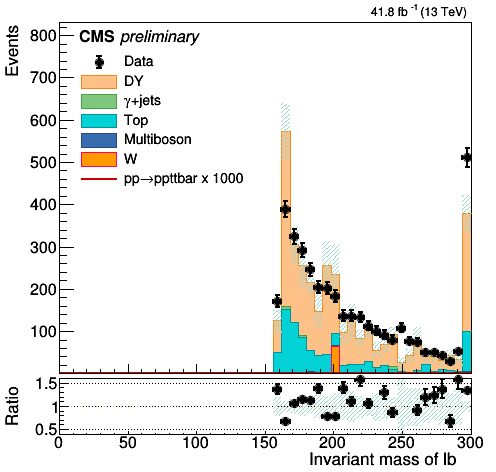 41.8 fb⁻¹ (13 TeV)
Events
800
700
600
500
400
300
200
100
CMS preliminary
Data
DY
γ+jets
Top
Multiboson
W
pp→ppttbar x 1000
Ratio
1.5
1
0.5
0 50 100 150 200 250 300
Invariant mass of lb